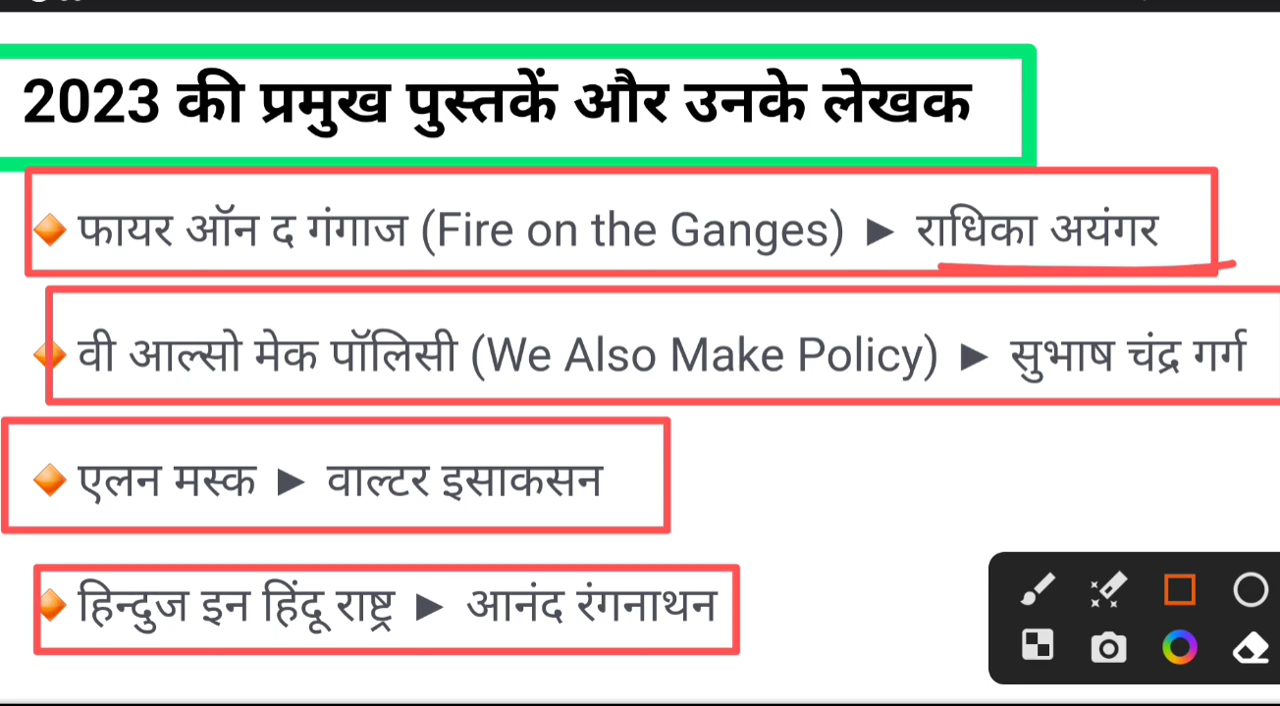 2023 की प्रमुख पुस्तकें और उनके लेखक
फायर ऑन द गंगाज (Fire on the Ganges) ► राधिका अयंगर
वी आल्सो मेक पॉलिसी (We Also Make Policy) ► सुभाष चंद्र गर्ग
एलन मस्क ► वाल्टर इसाकसन
हिन्दुज इन हिंदू राष्ट्र ► आनंद रंगनाथन